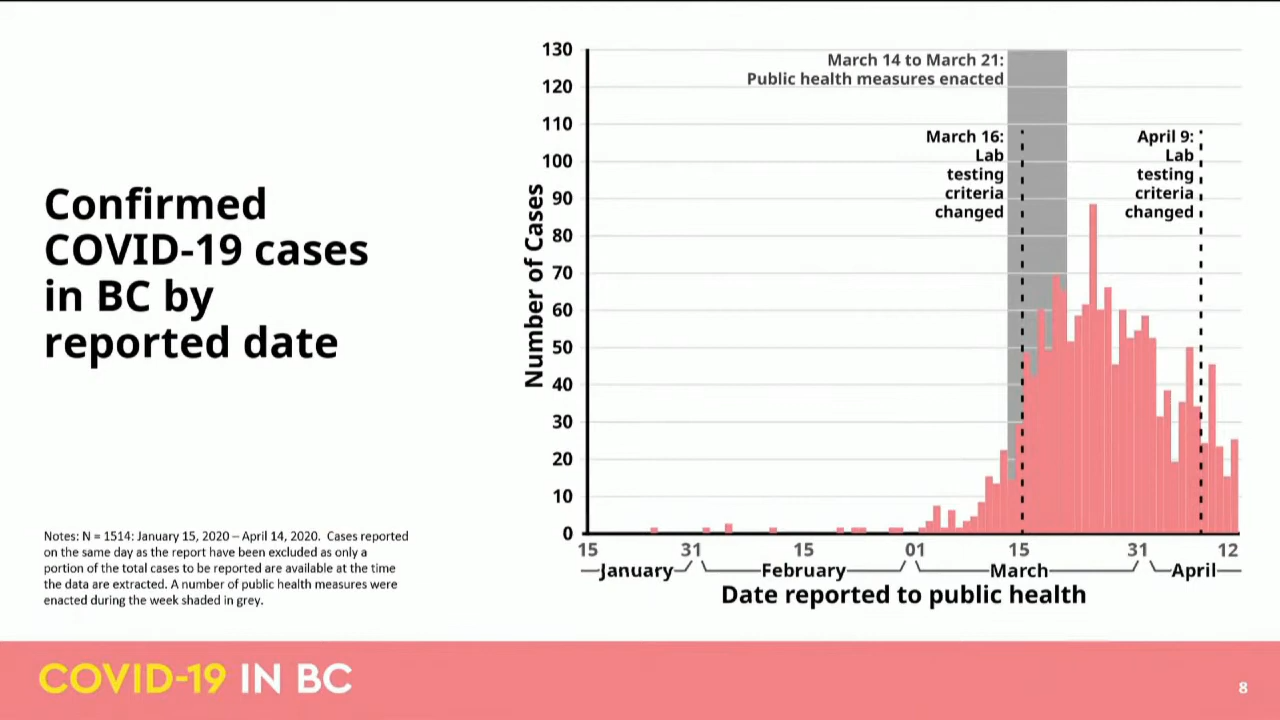 Confirmed
COVID-19 cases
in BC by
reported date
Notes: N = 1514: January 15, 2020 – April 14, 2020.  Cases reported
on the same day as the report have been excluded as only a
portion of the total cases to be reported are available at the time
the data are extracted. A number of public health measures were
enacted during the week shaded in grey.
Number of Cases
130
120
110
100
90
80
70
60
50
40
30
20
10
0
March 14 to March 21:
Public health measures enacted
March 16:
Lab
testing
criteria
changed
April 9:
Lab
testing
criteria
changed
15 31 15 01 15 31 12
January February March April
Date reported to public health
COVID-19 IN BC
8